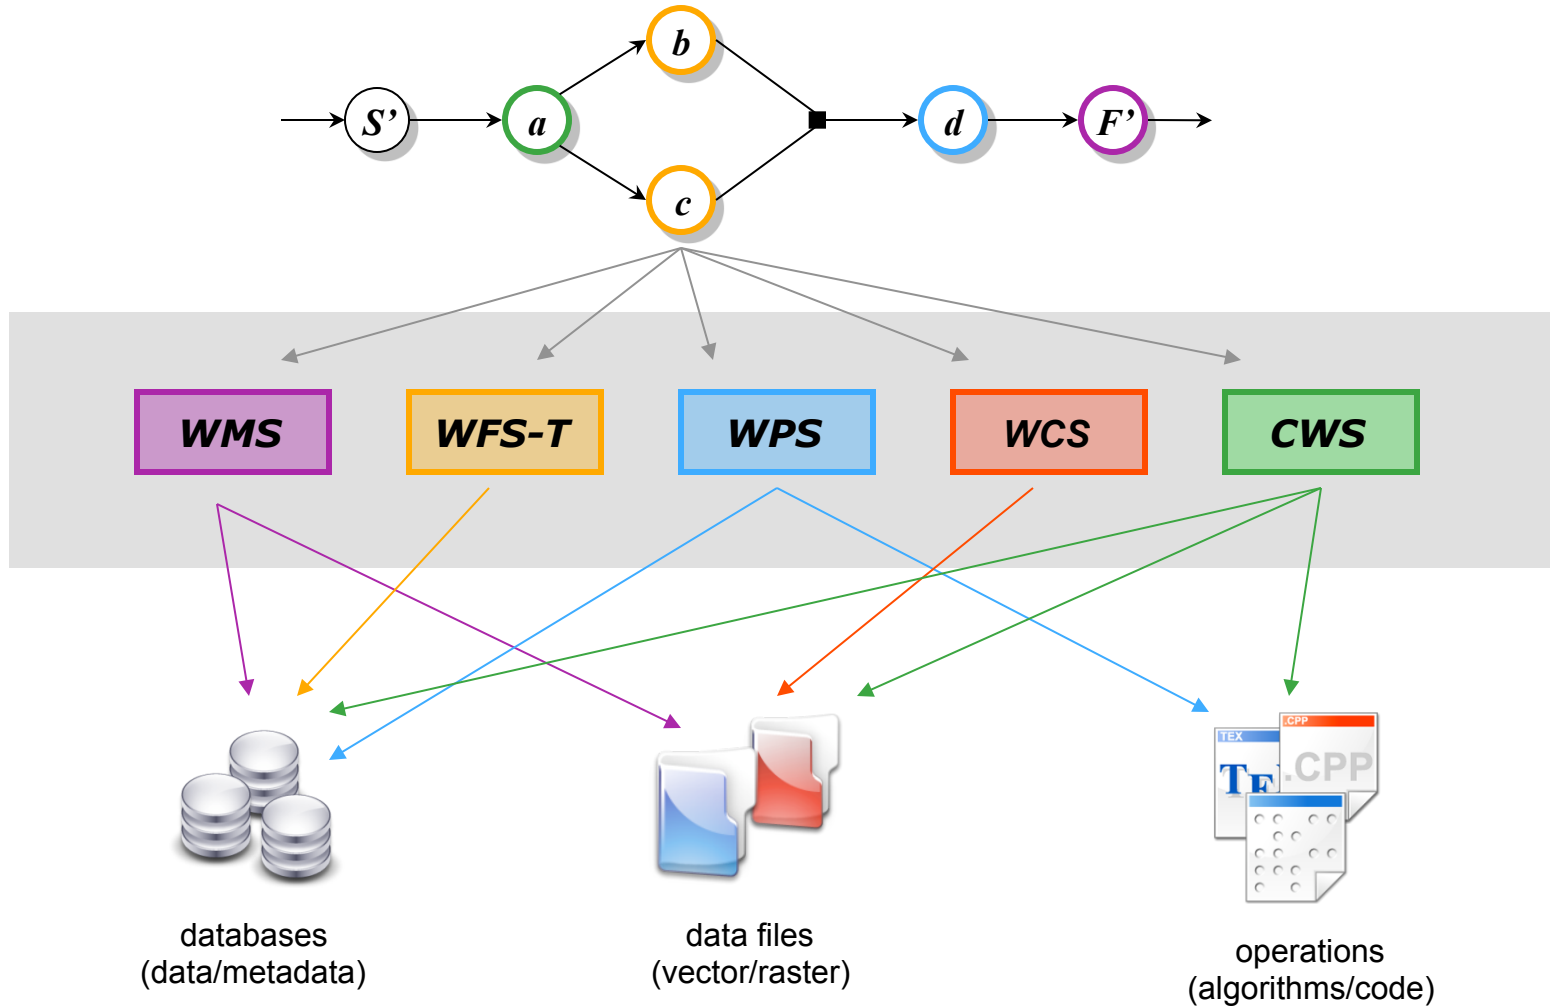 b
S’
a
d
F’
c
WMS
WFS-T
WPS
WCS
CWS
TEX
.CPP
.CPP
databases
(data/metadata)
data files
(vector/raster)
operations
(algorithms/code)